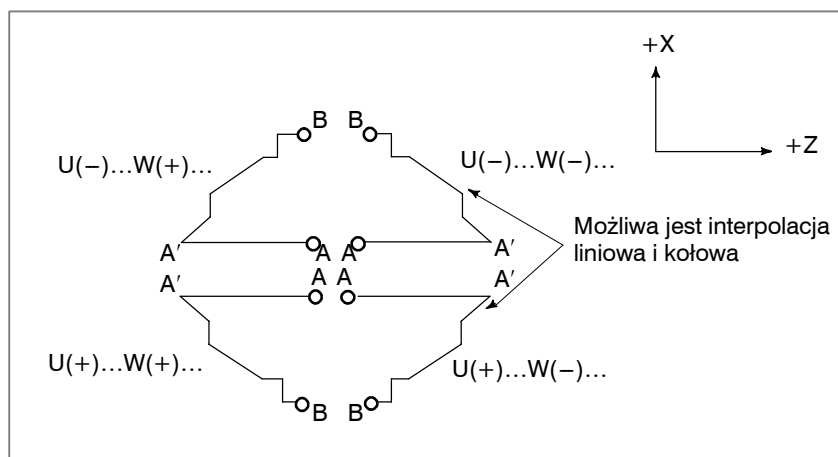 +X
B
B
+Z
U(−)...W(+)...
U(−)...W(−)...
Możliwa jest interpolacja
liniowa i kołowa
A′
A
A
A′
A′
A
A
A′
U(+)...W(+)...
U(+)...W(−)...
B
B